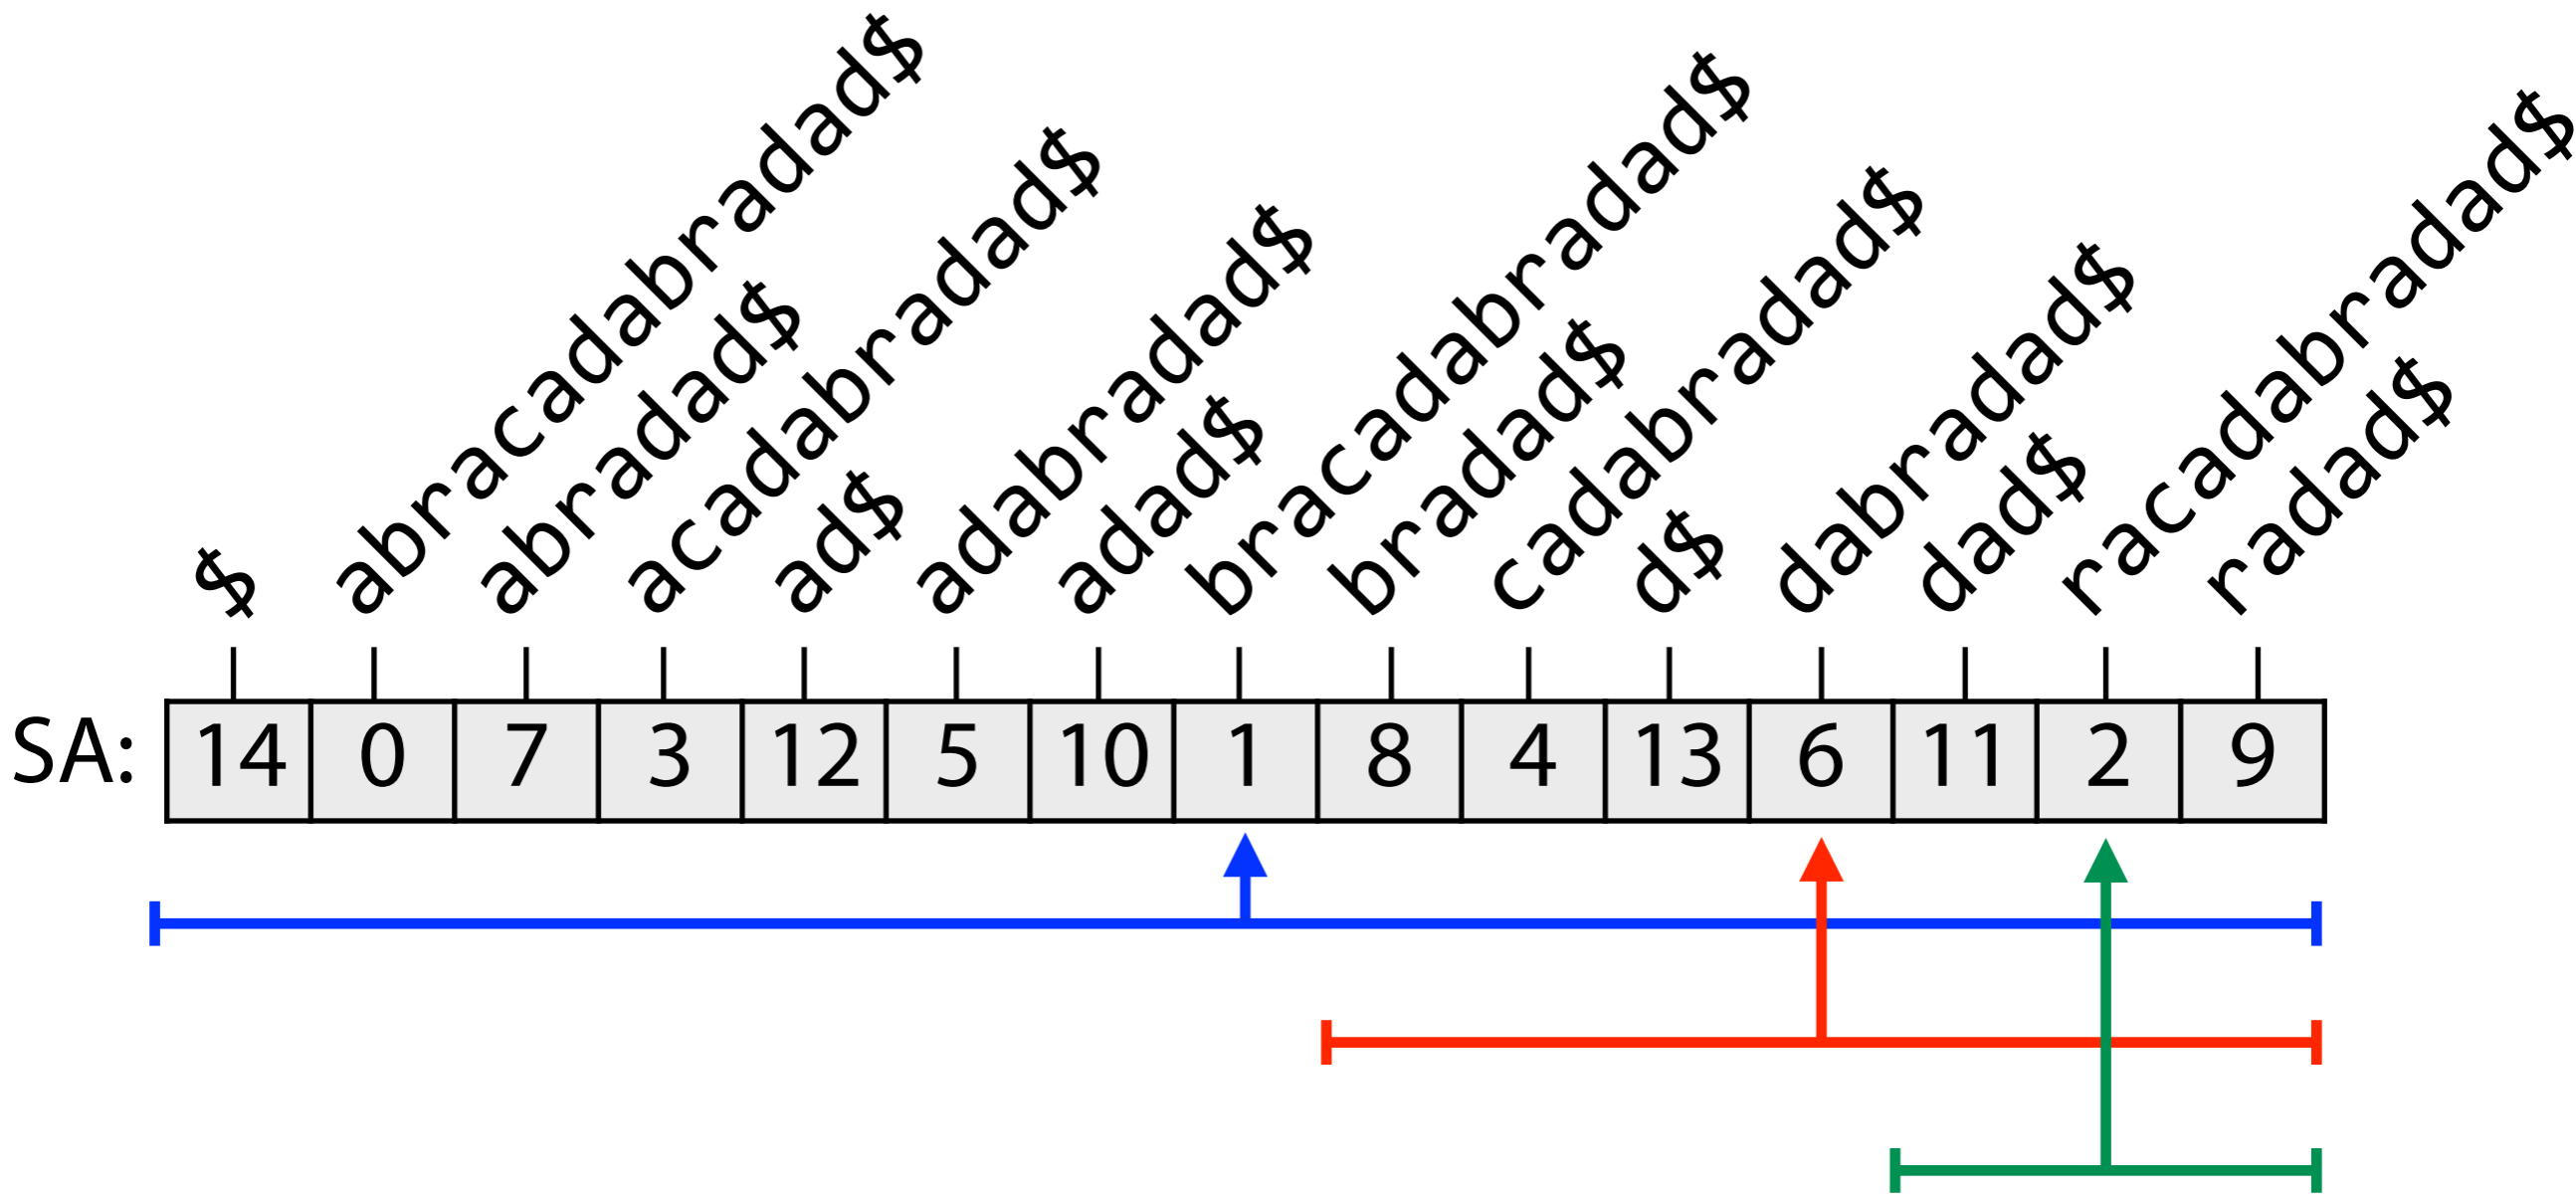 $
abracadabradad$
abradad$
acadabradad$
ad$
adabradad$
adad$
bracadabradad$
bradad$
cadabradad$
d$
dabradad$
dad$
racadabradad$
radad$
SA: 14 0 7 3 12 5 10 1 8 4 13 6 11 2 9